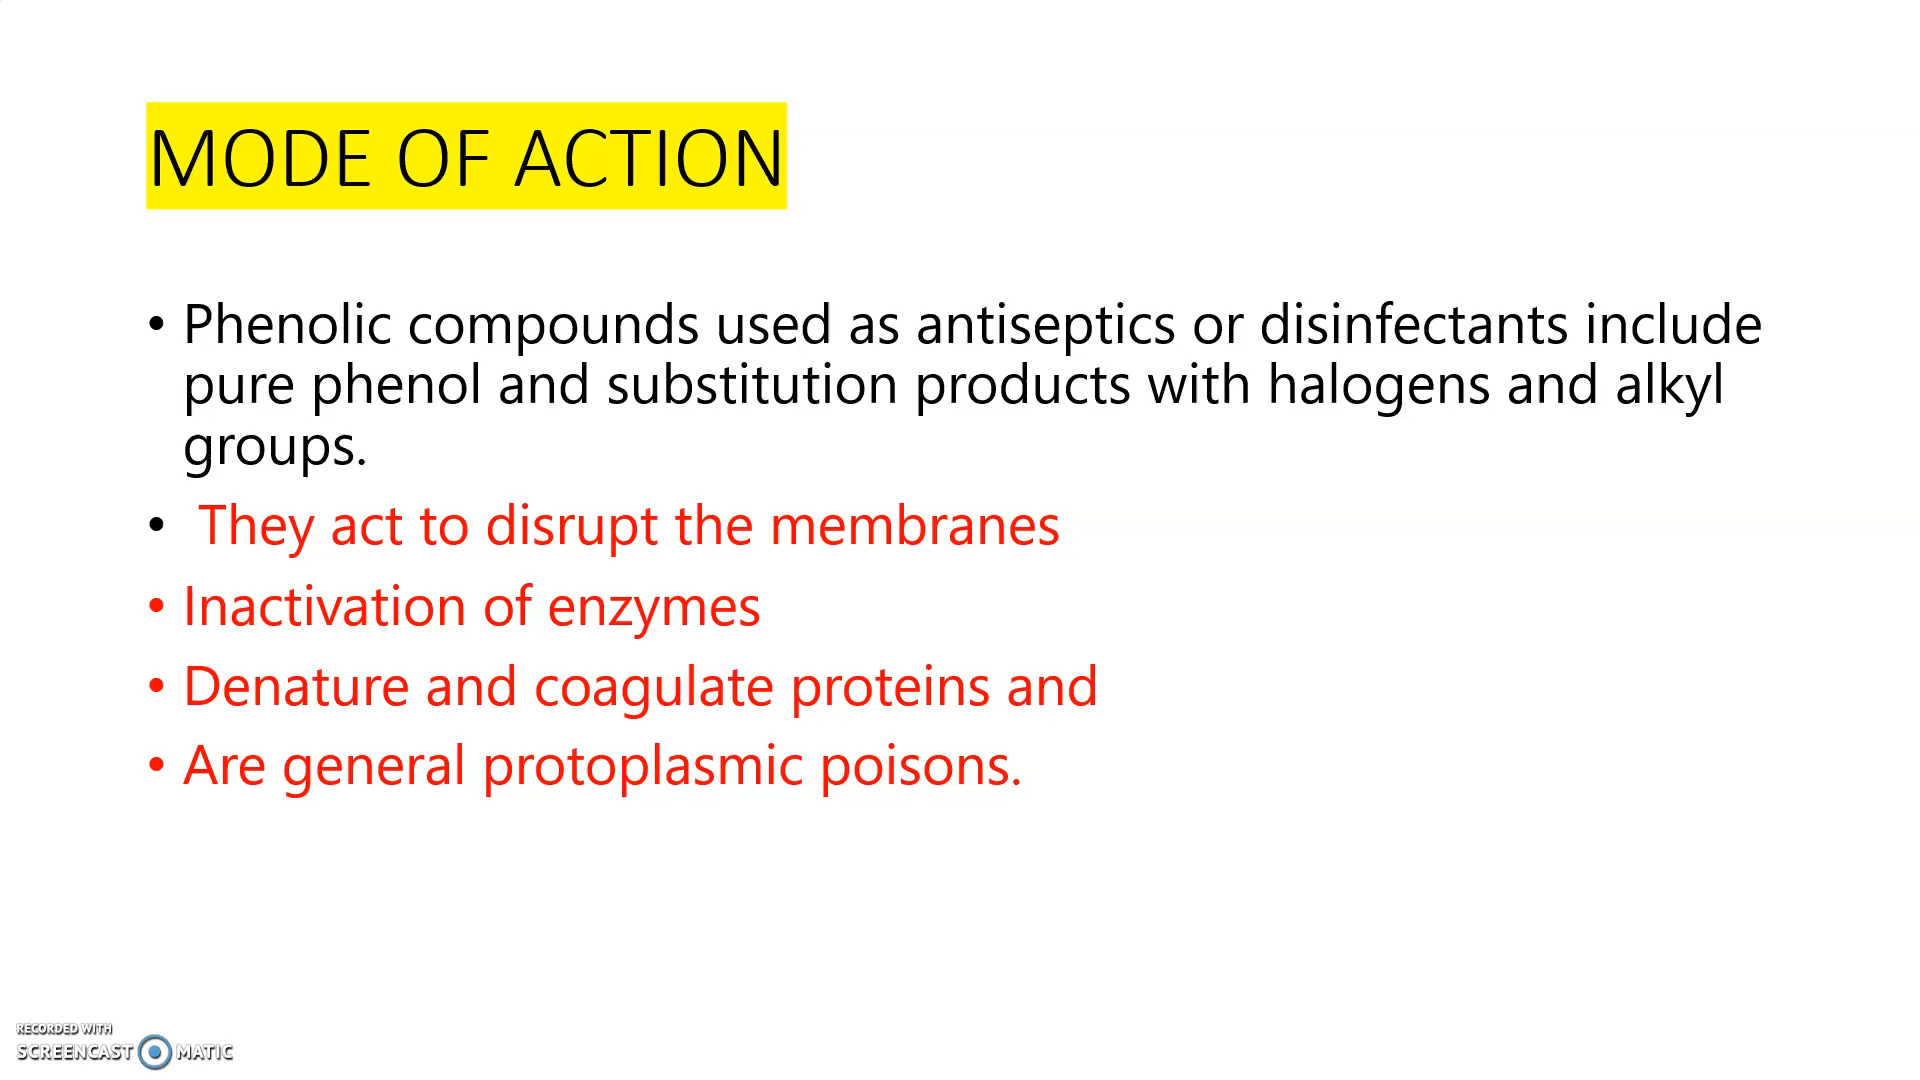 MODE OF ACTION
• Phenolic compounds used as antiseptics or disinfectants include
pure phenol and substitution products with halogens and alkyl
groups.
• They act to disrupt the membranes
• Inactivation of enzymes
• Denature and coagulate proteins and
• Are general protoplasmic poisons.
RECORDED WITH
SCREENCAST MATIC